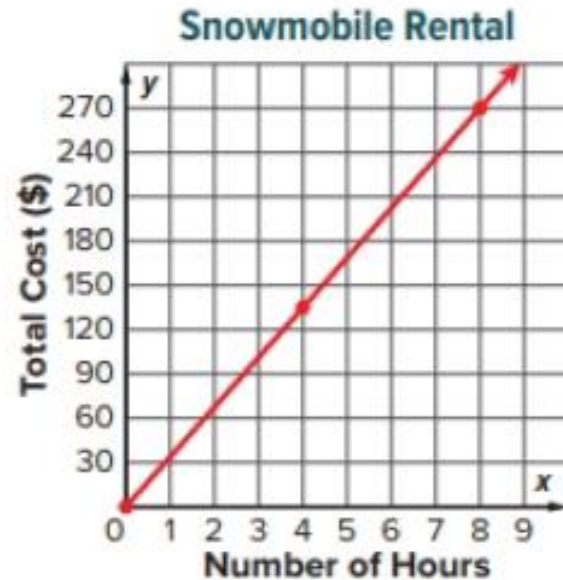 Snowmobile Rental
y
270
240
210
180
150
120
90
60
30
Total Cost ($)
x
0 1 2 3 4 5 6 7 8 9
Number of Hours